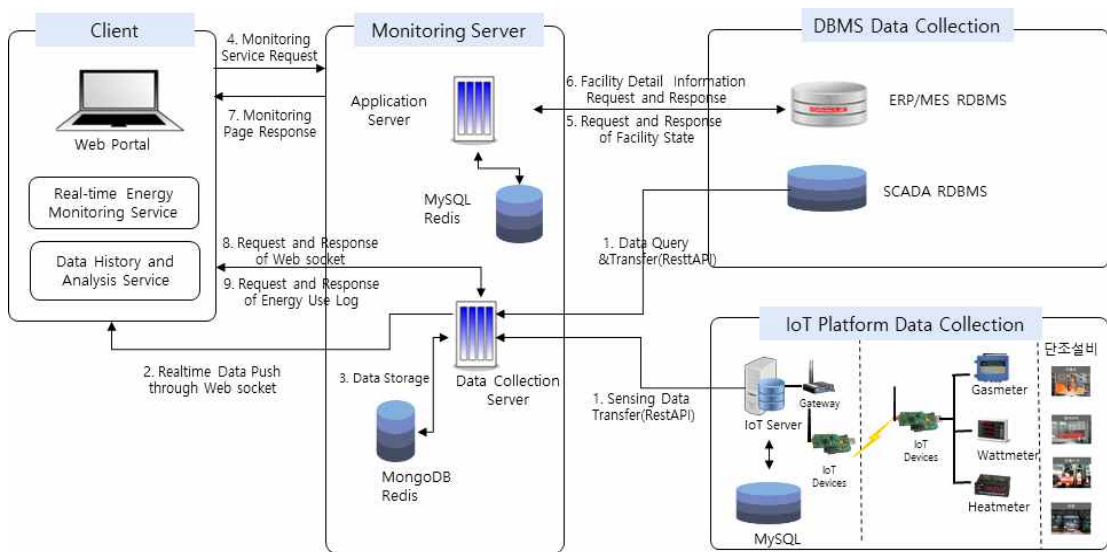 Client
Web Portal
Real-time Energy
Monitoring Service
Data History and
Analysis Service
4. Monitoring
Service Request
7. Monitoring
Page Response
Monitoring Server
Application
Server
MySQL
Redis
8. Request and Response
of Web socket
9. Request and Response
of Energy Use Log
2. Realtime Data Push
through Web socket
3. Data Storage
Data Collection
Server
MongoDB
Redis
6. Facility Detail Information
Request and Response
5. Request and Response
of Facility State
1. Data Query
&Transfer(ResttAPI)
1. Sensing Data
Transfer(RestAPI)
DBMS Data Collection
ERP/MES RDBMS
SCADA RDBMS
IoT Platform Data Collection
IoT Server
Gateway
IoT
Devices
MySQL
IoT
Devices
Gasmeter
Wattmeter
Heatmeter
단조설비